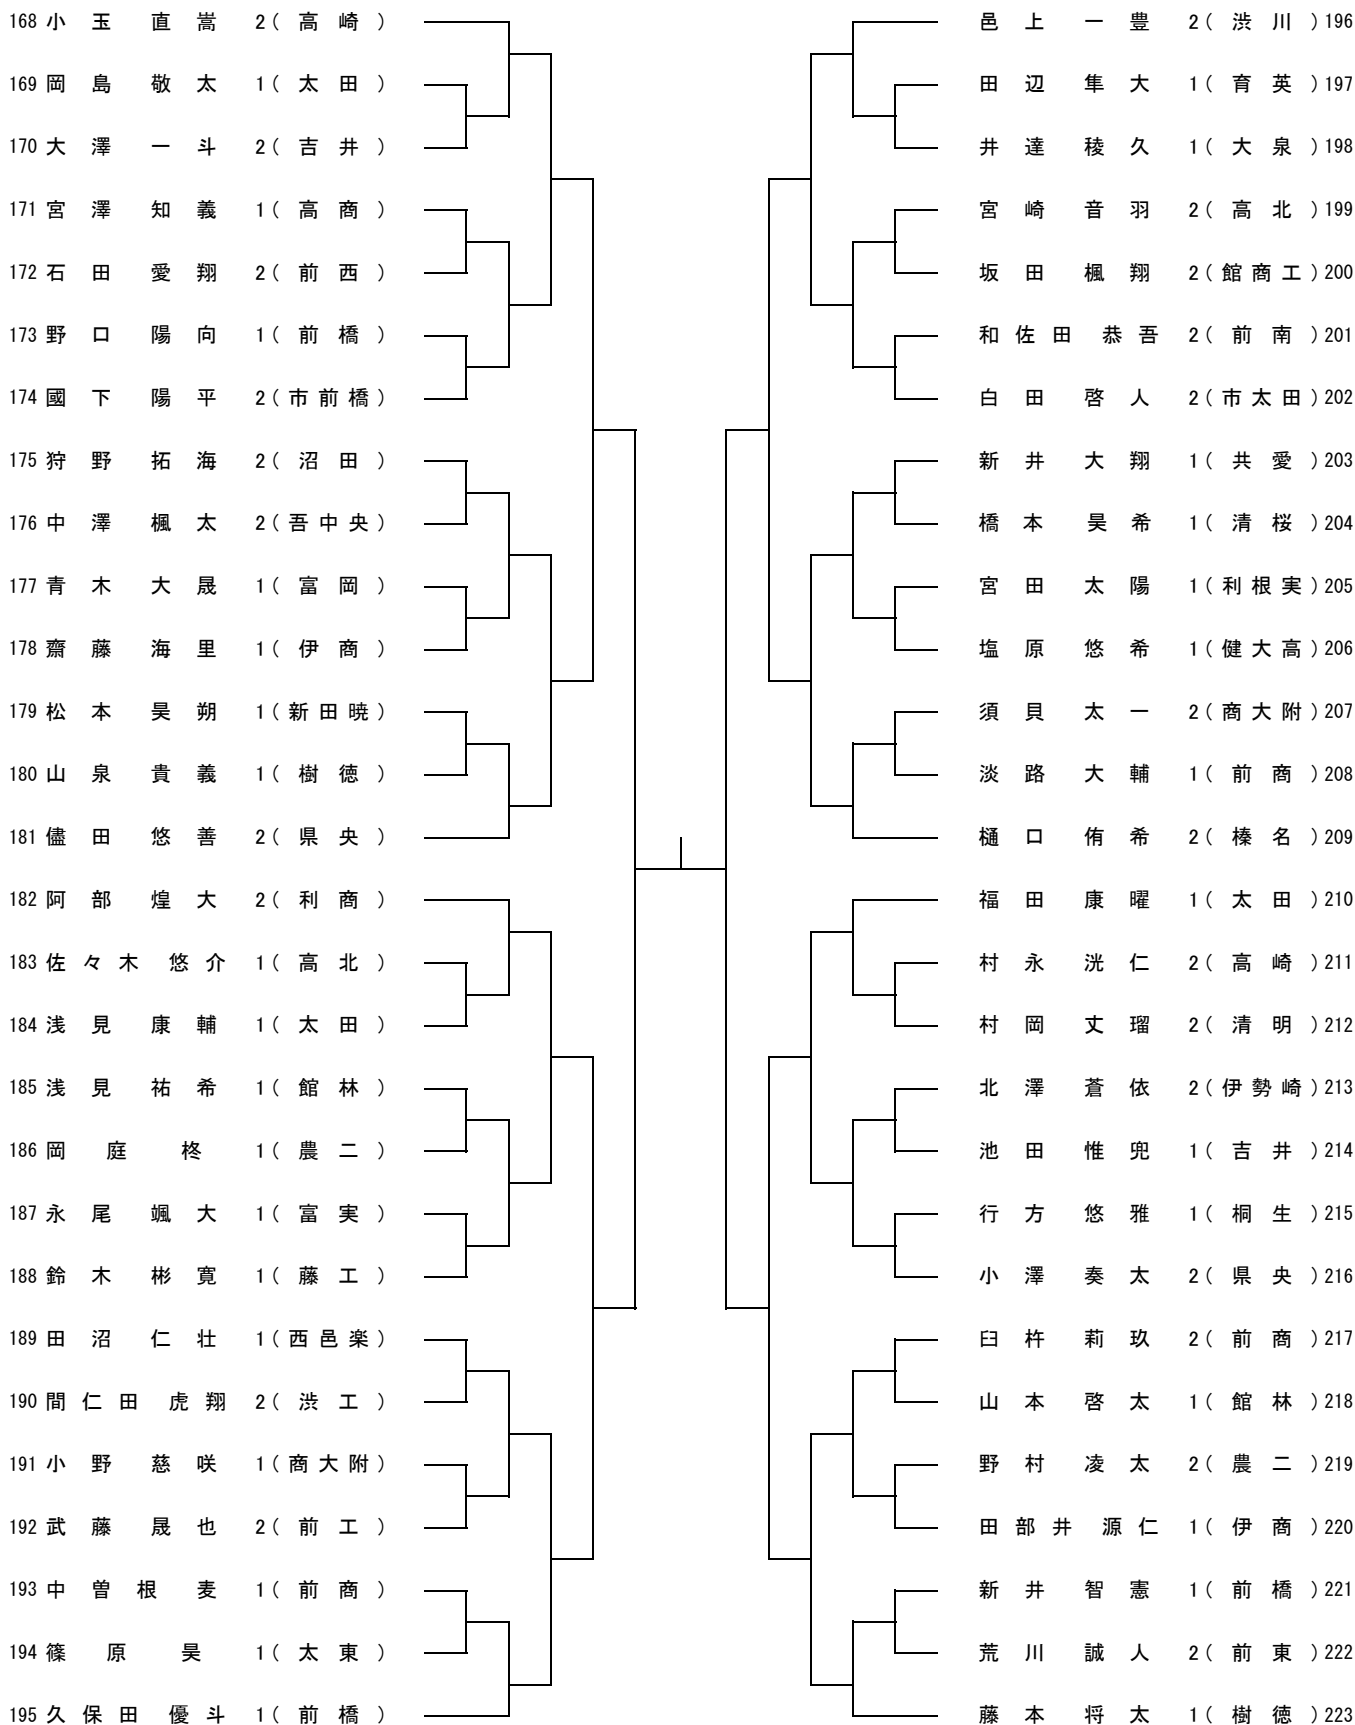 168 小玉 直嵩 2( 高崎 )
169 岡島 敬太 1( 太田 )
170 大澤 一斗 2( 吉井 )
171 宮澤 知義 1( 高商 )
172 石田 愛翔 2( 前西 )
173 野口 陽向 1( 前橋 )
174 國下 陽平 2( 市前橋 )
175 狩野 拓海 2( 沼田 )
176 中澤 楓太 2( 吾中央 )
177 青木 大晟 1( 富岡 )
178 齋藤 海里 1( 伊商 )
179 松本 昊朔 1( 新田暁 )
180 山泉 貴義 1( 樹徳 )
181 儘田 悠善 2( 県央 )
182 阿部 煌大 2( 利商 )
183 佐々木 悠介 1( 高北 )
184 浅見 康輔 1( 太田 )
185 浅見 祐希 1( 館林 )
186 岡庭 柊 1( 農二 )
187 永尾 颯大 1( 富実 )
188 鈴木 彬寛 1( 藤工 )
189 田沼 仁壮 1( 西邑楽 )
190 間仁田 虎翔 2( 渋工 )
191 小野 慈咲 1( 商大附 )
192 武藤 晟也 2( 前工 )
193 中曽根 麦 1( 前商 )
194 篠原 昊 1( 太東 )
195 久保田 優斗 1( 前橋 )
邑上 一豊 2( 渋川 ) 196
田辺 隼大 1( 育英 ) 197
井達 稜久 1( 大泉 ) 198
宮崎 音羽 2( 高北 ) 199
坂田 楓翔 2( 館商工 ) 200
和佐田 恭吾 2( 前南 ) 201
白田 啓人 2( 市太田 ) 202
新井 大翔 1( 共愛 ) 203
橋本 昊希 1( 清桜 ) 204
宮田 太陽 1( 利根実 ) 205
塩原 悠希 1( 健大高 ) 206
須貝 太一 2( 商大附 ) 207
淡路 大輔 1( 前商 ) 208
樋口 侑希 2( 榛名 ) 209
福田 康曜 1( 太田 ) 210
村永 洸仁 2( 高崎 ) 211
村岡 丈瑠 2( 清明 ) 212
北澤 蒼依 2( 伊勢崎 ) 213
池田 惟兜 1( 吉井 ) 214
行方 悠雅 1( 桐生 ) 215
小澤 奏太 2( 県央 ) 216
臼杵 莉玖 2( 前商 ) 217
山本 啓太 1( 館林 ) 218
野村 凌太 2( 農二 ) 219
田部井 源仁 1( 伊商 ) 220
新井 智憲 1( 前橋 ) 221
荒川 誠人 2( 前東 ) 222
藤本 将太 1( 樹徳 ) 223